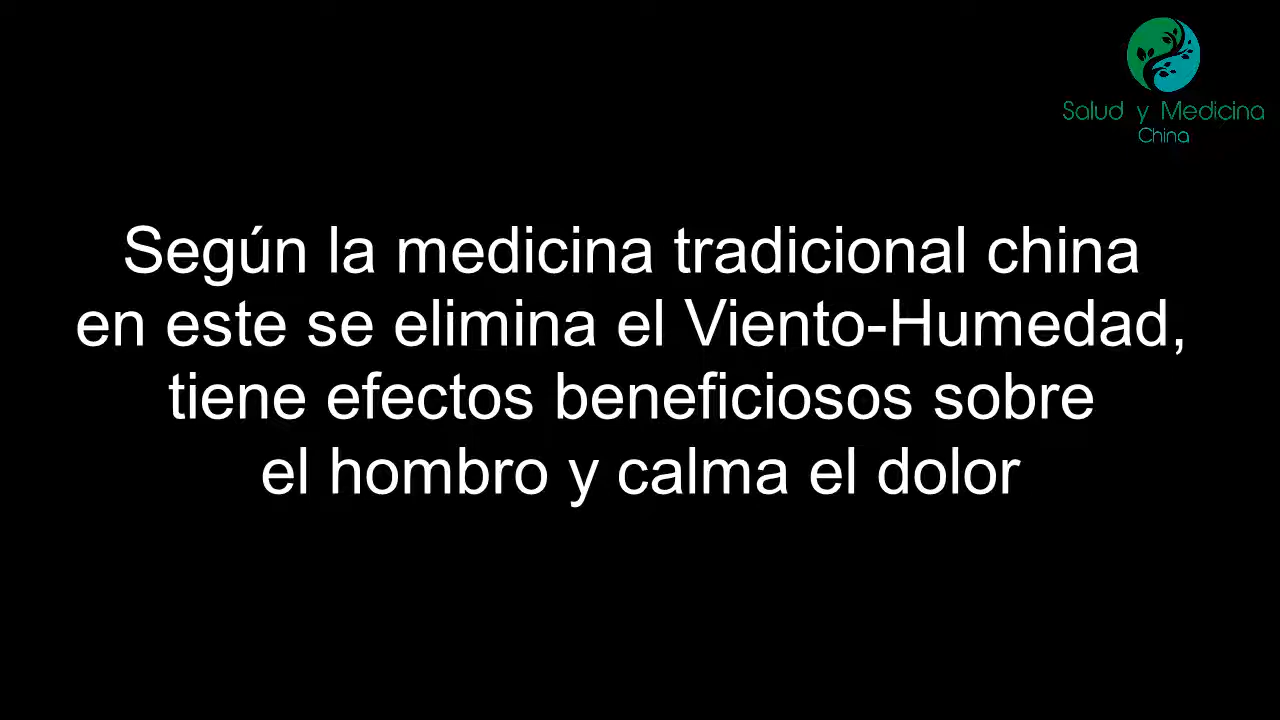 Salud y Medicina
China
Según la medicina tradicional china
en este se elimina el Viento-Humedad,
tiene efectos beneficiosos sobre
el hombro y calma el dolor